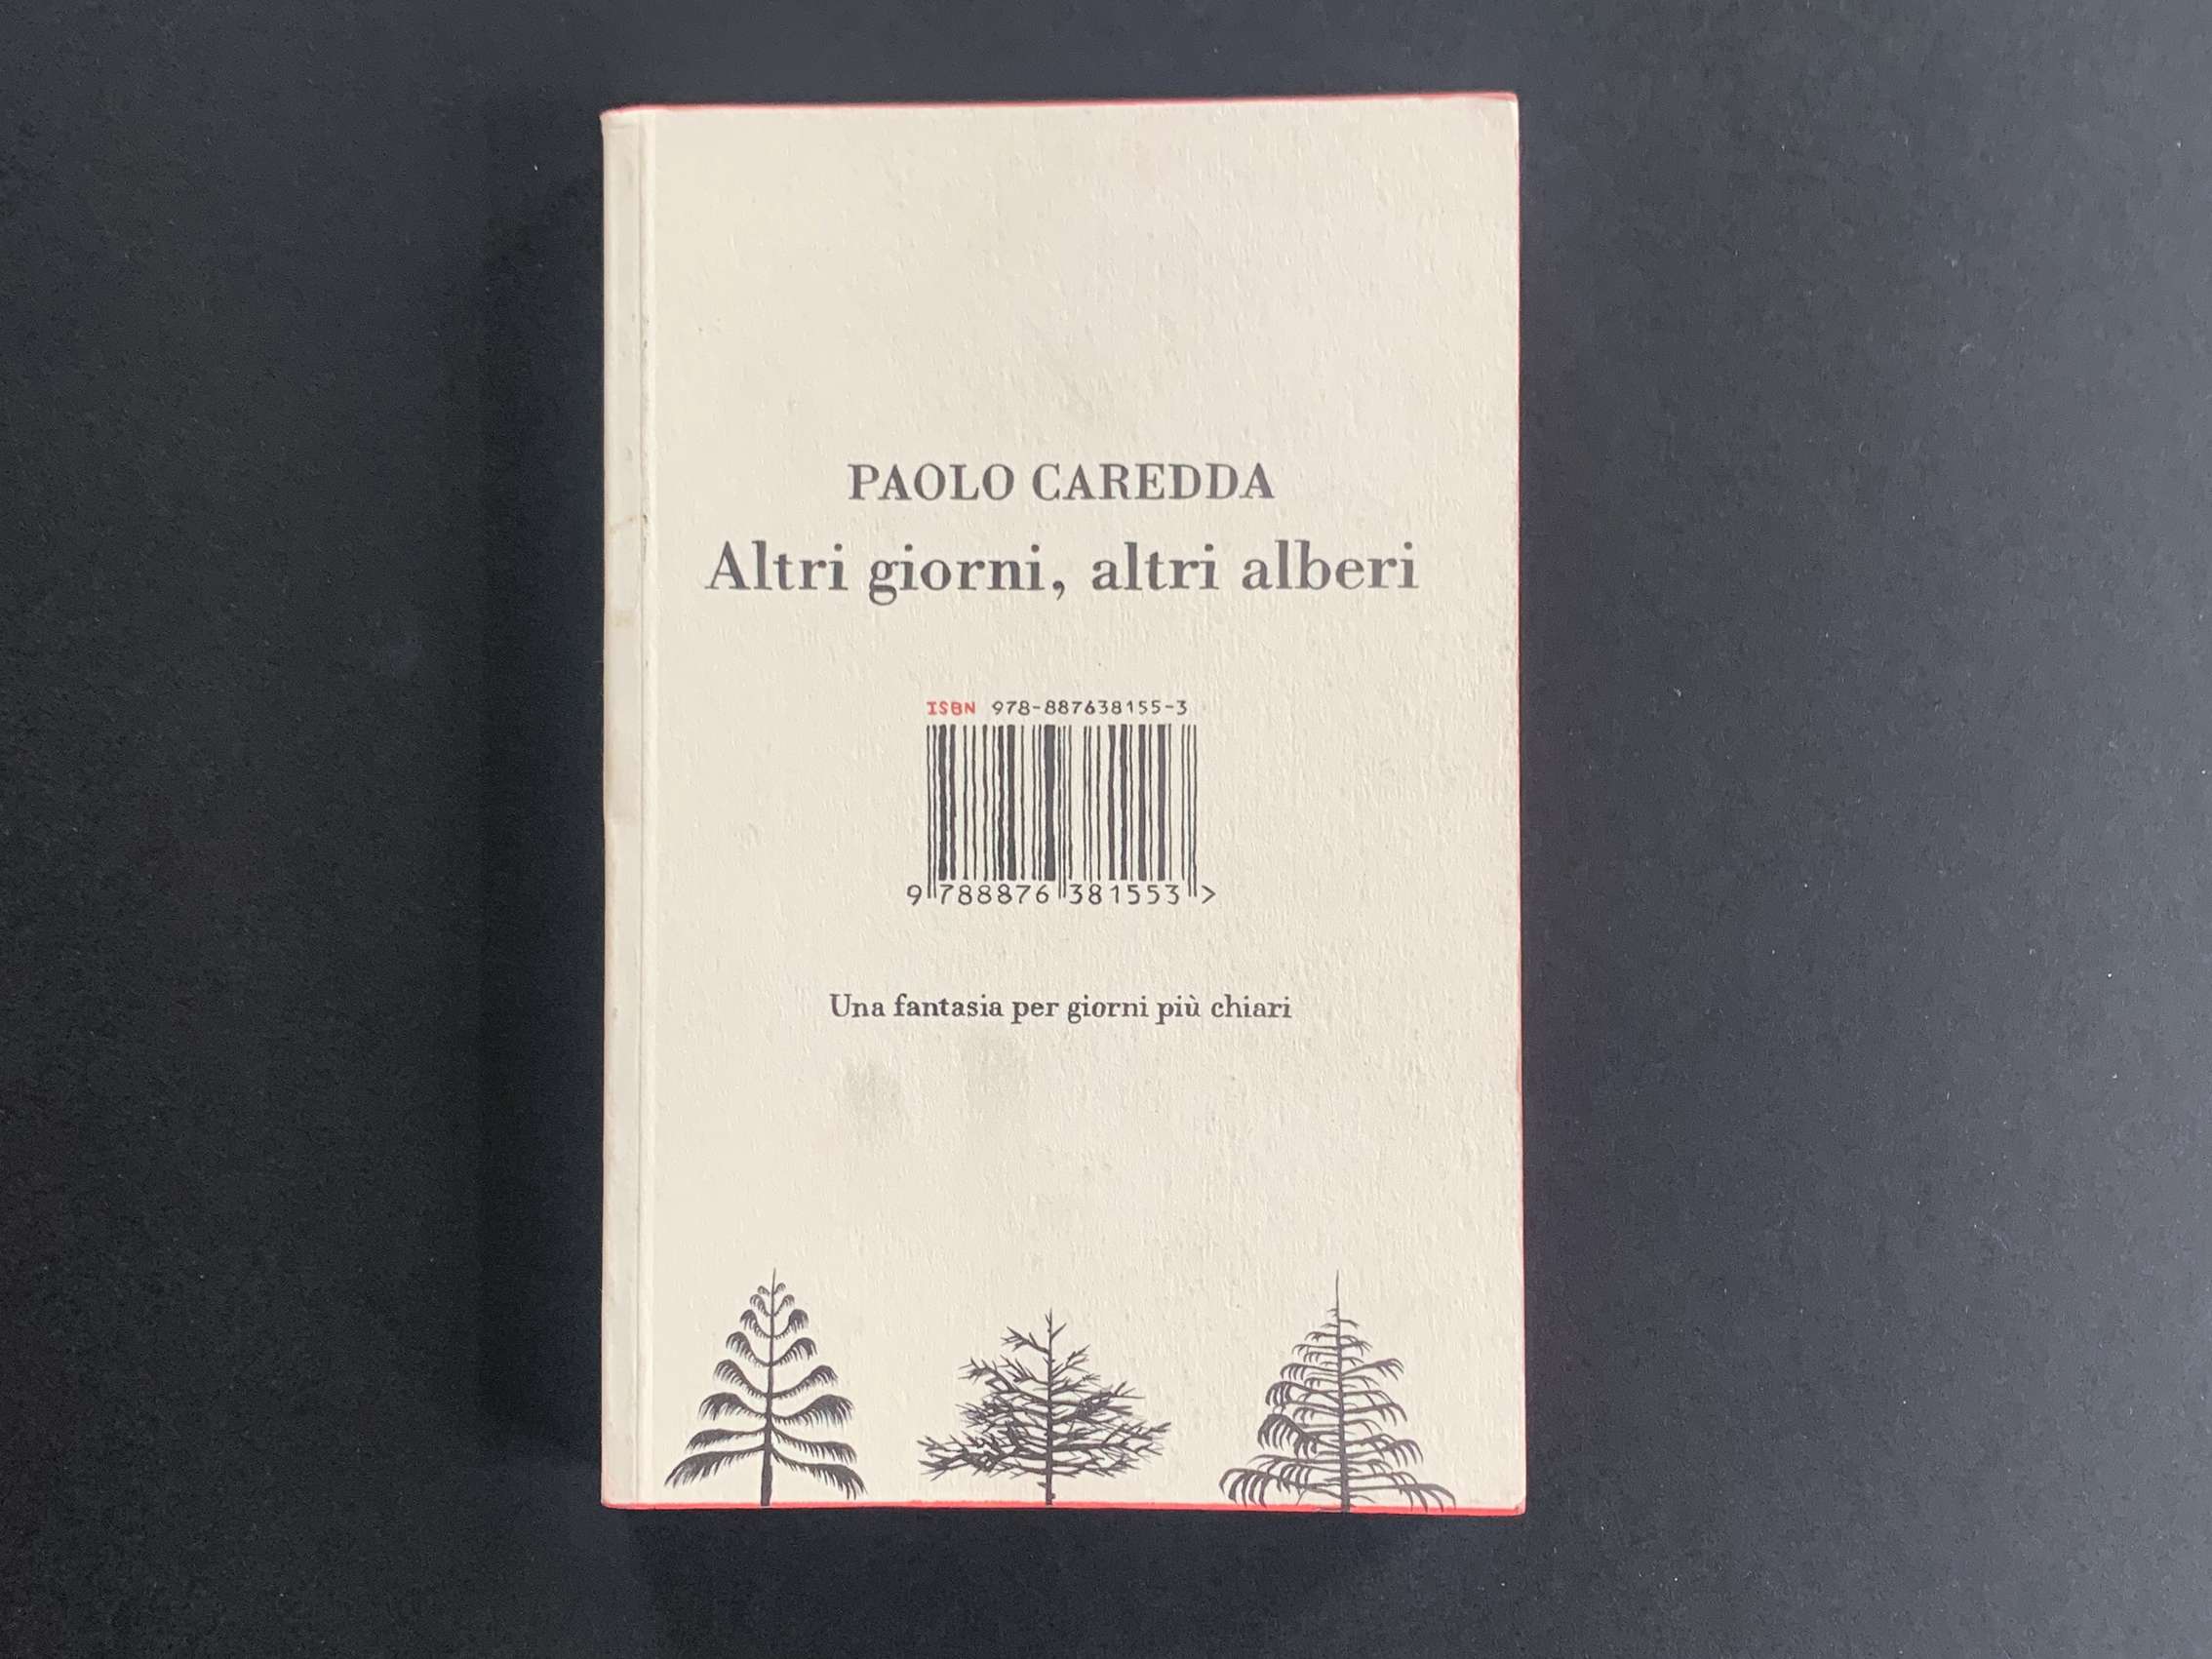 PAOLO CAREDDA
Altri giorni, altri alberi
ISBN 978-887638155-3
9 788876 381553 >
Una fantasia per giorni più chiari